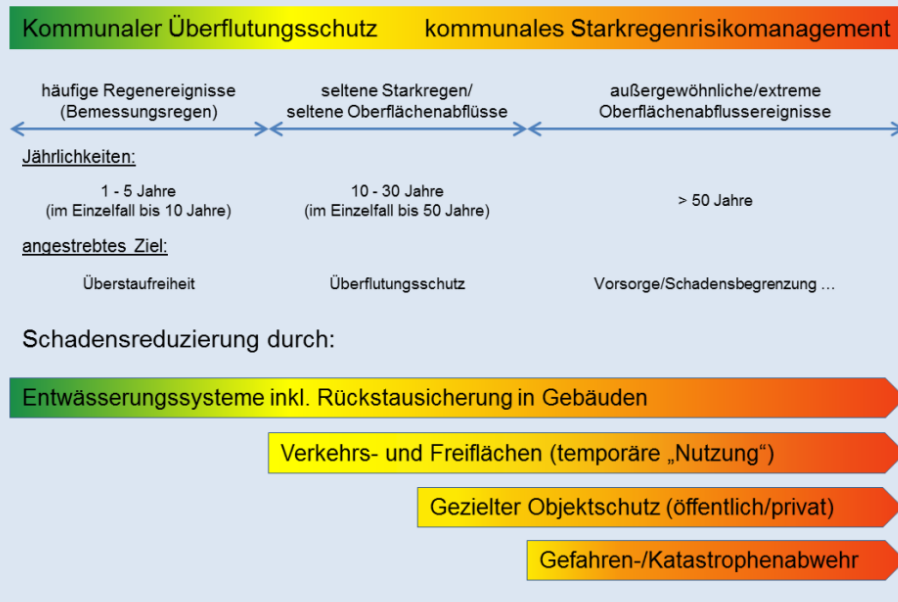 Kommunaler Überflutungsschutz kommunales Starkregenrisikomanagement
häufige Regenereignisse
(Bemessungsregen)
seltene Starkregen/
seltene Oberflächenabflüsse
außergewöhnliche/extreme
Oberflächenabflussereignisse
Jährlichkeiten:
1 - 5 Jahre
(im Einzelfall bis 10 Jahre)
10 - 30 Jahre
(im Einzelfall bis 50 Jahre)
> 50 Jahre
angestrebtes Ziel:
Überstaufreiheit
Überflutungsschutz
Vorsorge/Schadensbegrenzung ...
Schadensreduzierung durch:
Entwässerungssysteme inkl. Rückstausicherung in Gebäuden
Verkehrs- und Freiflächen (temporäre „Nutzung“)
Gezielter Objektschutz (öffentlich/privat)
Gefahren-/Katastrophenabwehr